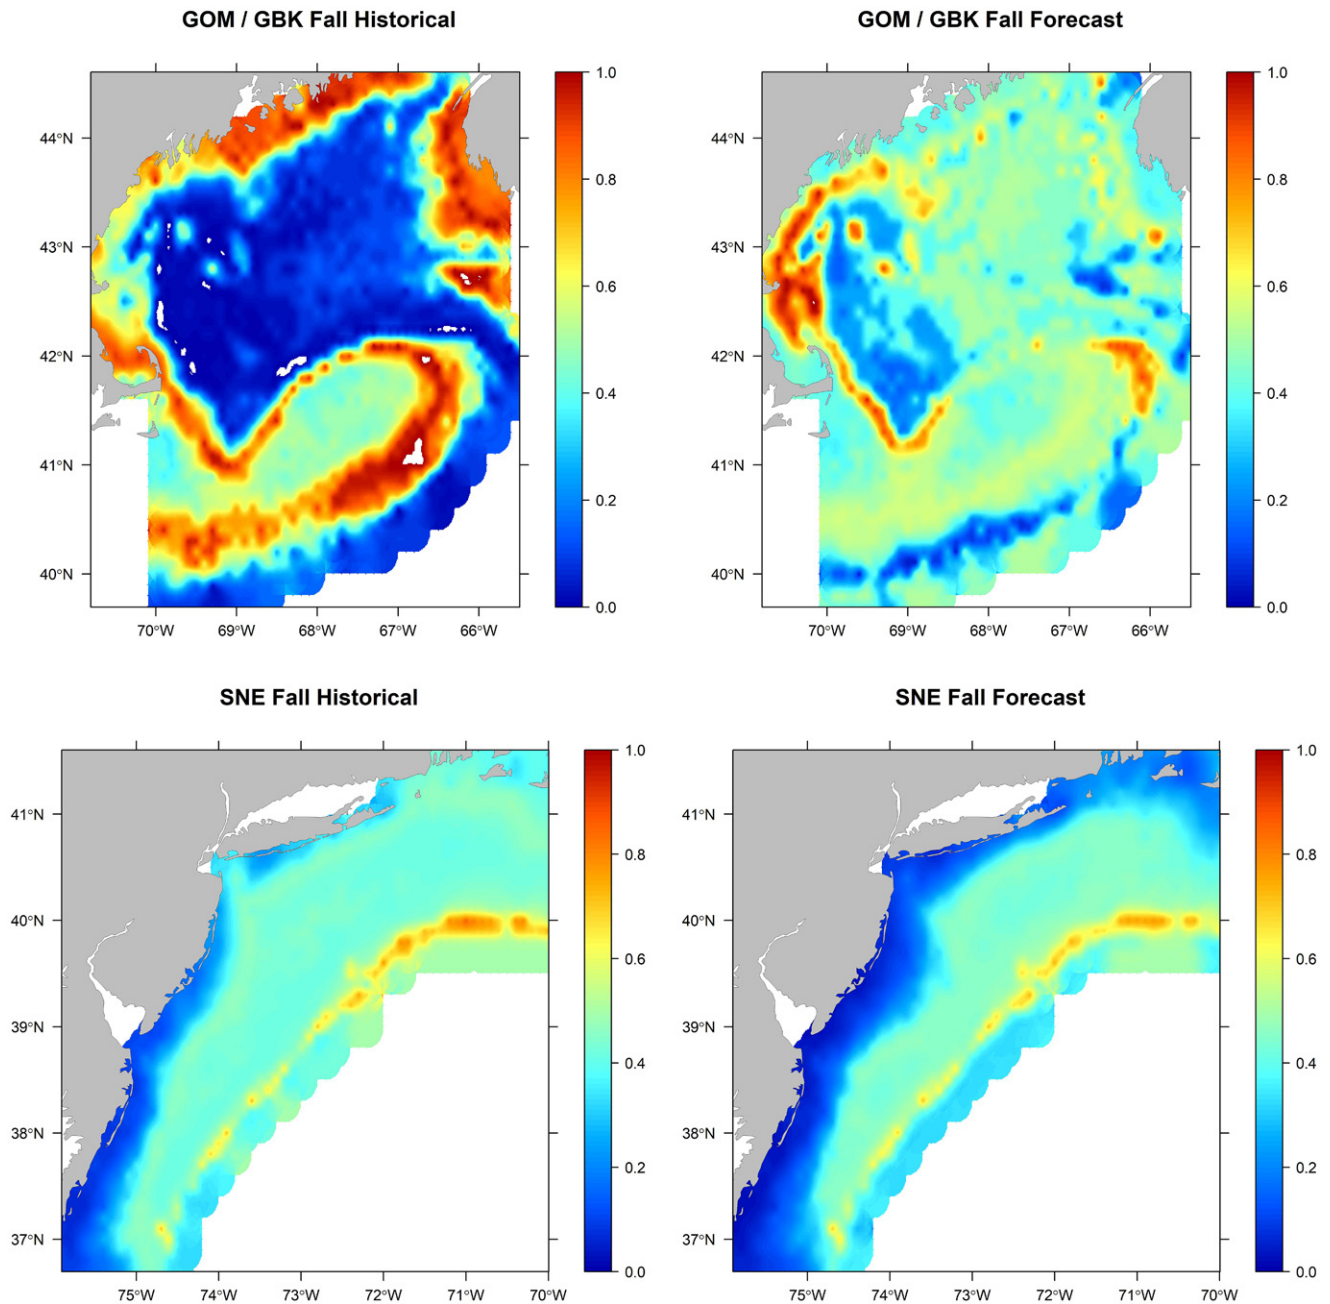 GOM / GBK Fall Historical
GOM / GBK Fall Forecast
44°N
43°N
42°N
41°N
40°N
70°W 69°W 68°W 67°W 66°W
1.0
0.8
0.6
0.4
0.2
0.0
44°N
43°N
42°N
41°N
40°N
70°W 69°W 68°W 67°W 66°W
1.0
0.8
0.6
0.4
0.2
0.0
SNE Fall Historical
SNE Fall Forecast
41°N
40°N
39°N
38°N
37°N
75°W 74°W 73°W 72°W 71°W 70°W
1.0
0.8
0.6
0.4
0.2
0.0
41°N
40°N
39°N
38°N
37°N
75°W 74°W 73°W 72°W 71°W 70°W
1.0
0.8
0.6
0.4
0.2
0.0